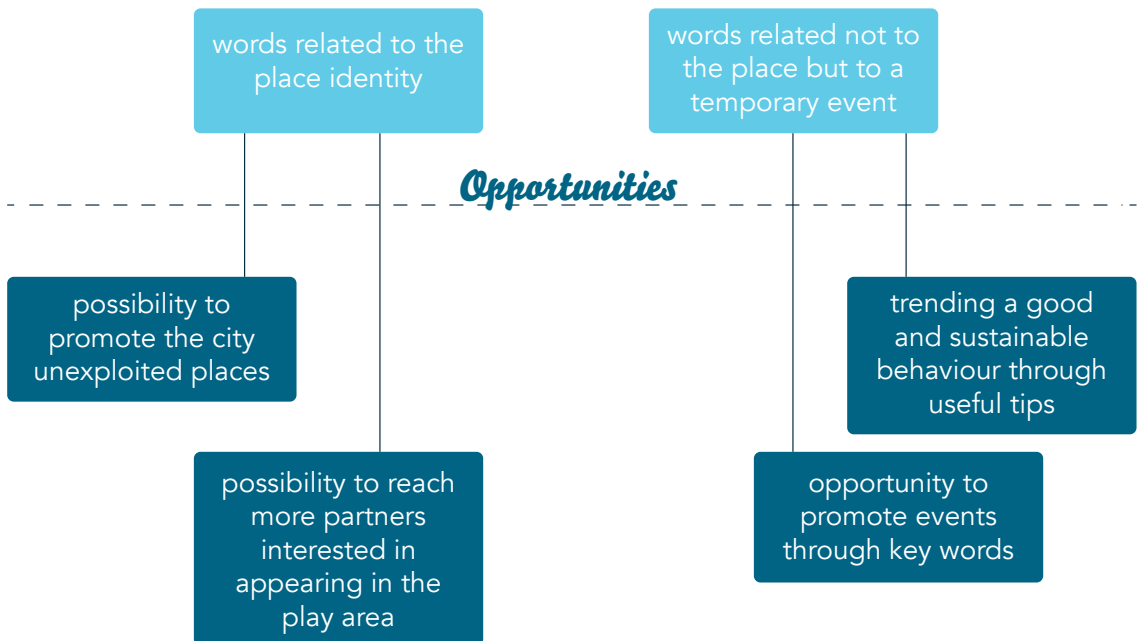 words related to the
place identity
words related not to
the place but to a
temporary event
Opportunities
possibility to
promote the city
unexploited places
trending a good
and sustainable
behaviour through
useful tips
possibility to reach
more partners
interested in
appearing in the
play area
opportunity to
promote events
through key words